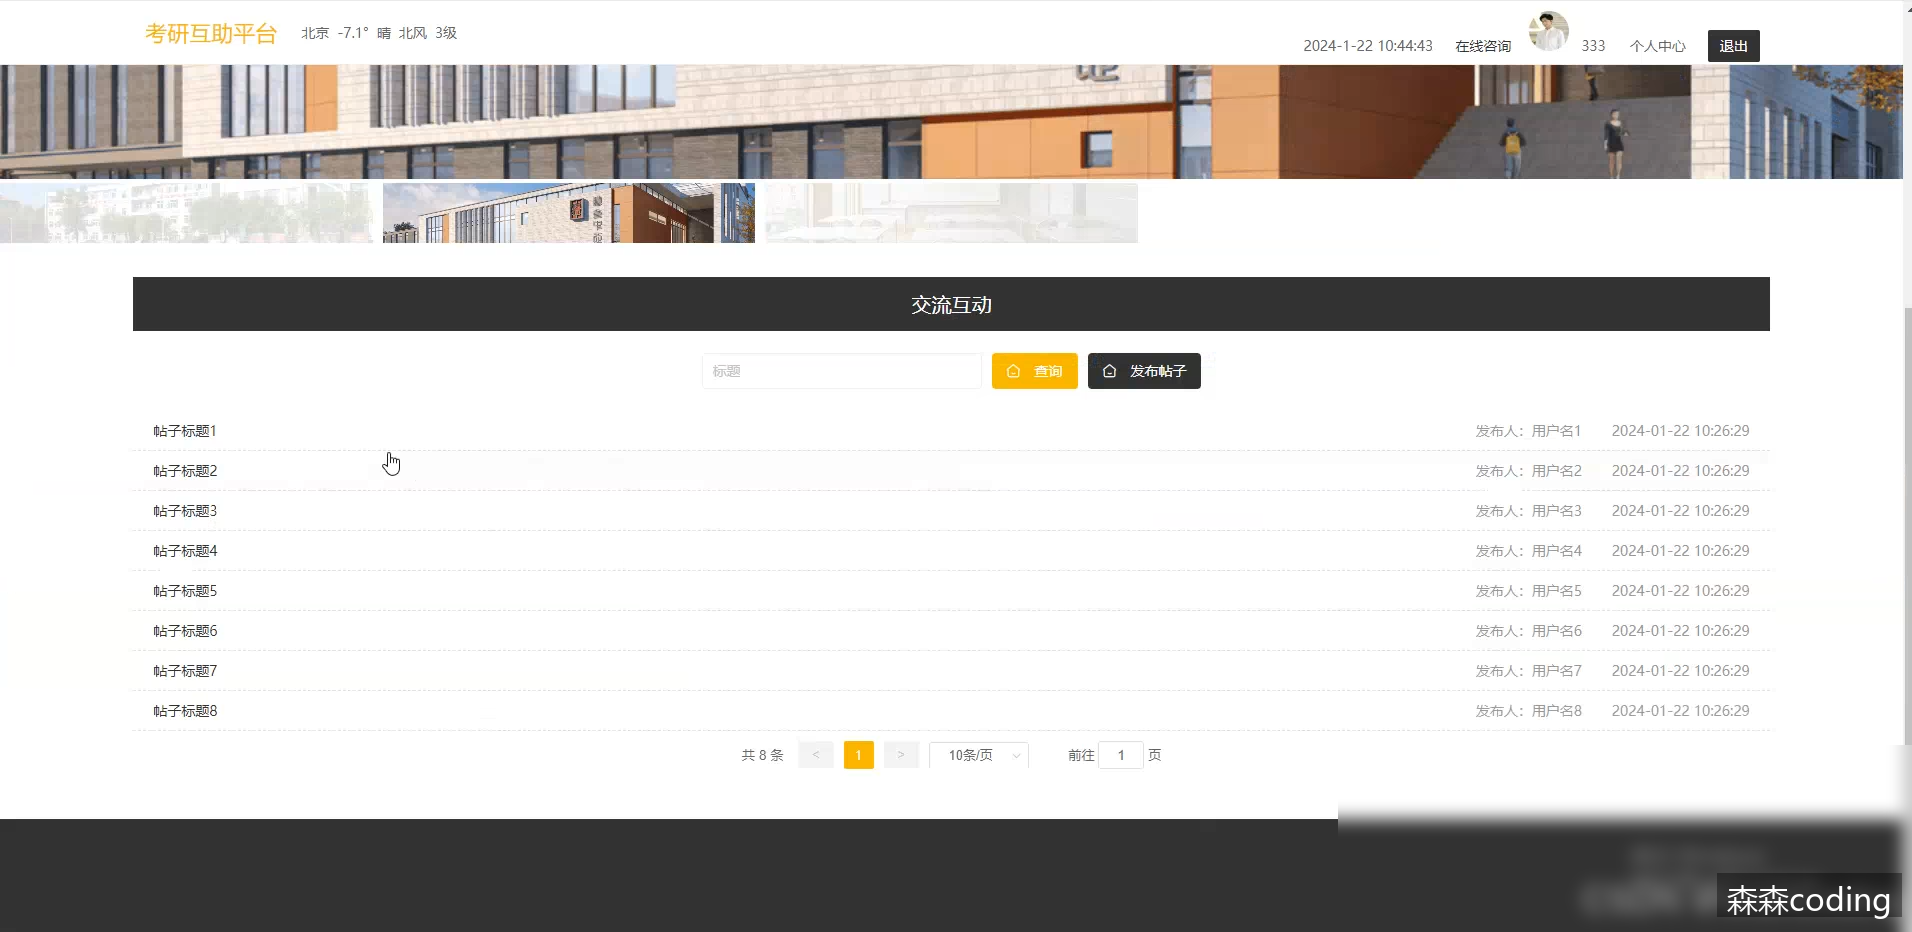 考研互助平台 北京 -7.1° 晴 北风 3级
2024-1-22 10:44:43 在线咨询 333 个人中心 退出
交流互动
标题 查询 发布帖子
帖子标题1 发布人：用户名1 2024-01-22 10:26:29
帖子标题2 发布人：用户名2 2024-01-22 10:26:29
帖子标题3 发布人：用户名3 2024-01-22 10:26:29
帖子标题4 发布人：用户名4 2024-01-22 10:26:29
帖子标题5 发布人：用户名5 2024-01-22 10:26:29
帖子标题6 发布人：用户名6 2024-01-22 10:26:29
帖子标题7 发布人：用户名7 2024-01-22 10:26:29
帖子标题8 发布人：用户名8 2024-01-22 10:26:29
共 8 条 < 1 > 10条/页 前往 1 页
森森coding